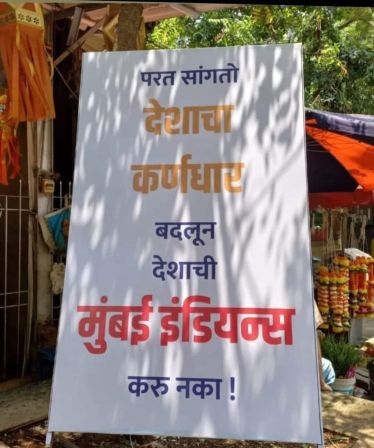 परत सांगतो
देशाचा
कर्णधार
बदलून
देशाची
मुंबई इंडियन्स
करु नका !